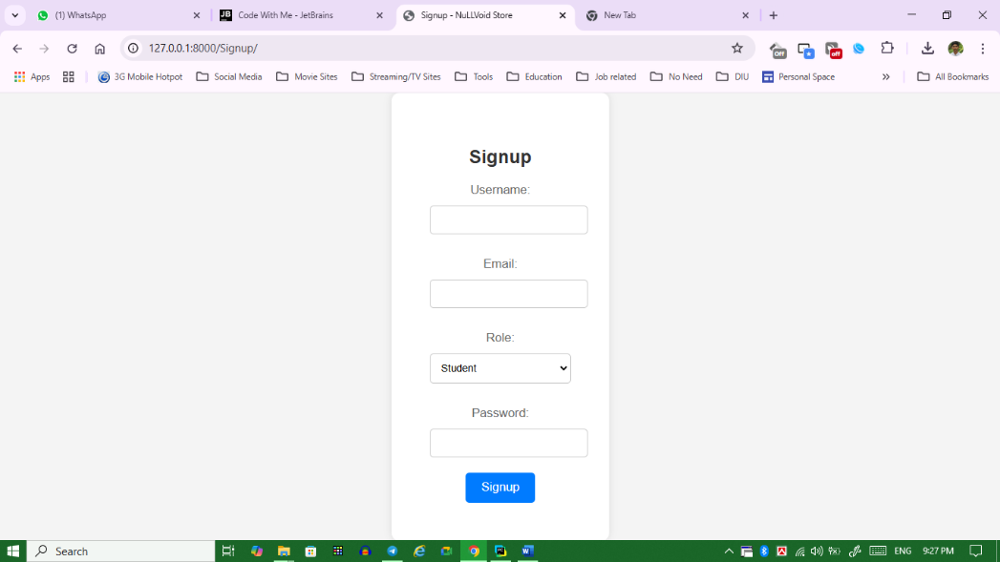 (1) WhatsApp
Code With Me - JetBrains
Signup - NuLLVoid Store
New Tab
127.0.0.1:8000/Signup/
Off
off
Apps
3G Mobile Hotpot
Social Media
Movie Sites
Streaming/TV Sites
Tools
Education
Job related
No Need
DIU
Personal Space
»
All Bookmarks
Signup
Username:
Email:
Role:
Student
Password:
Signup
Search
ENG
9:27 PM